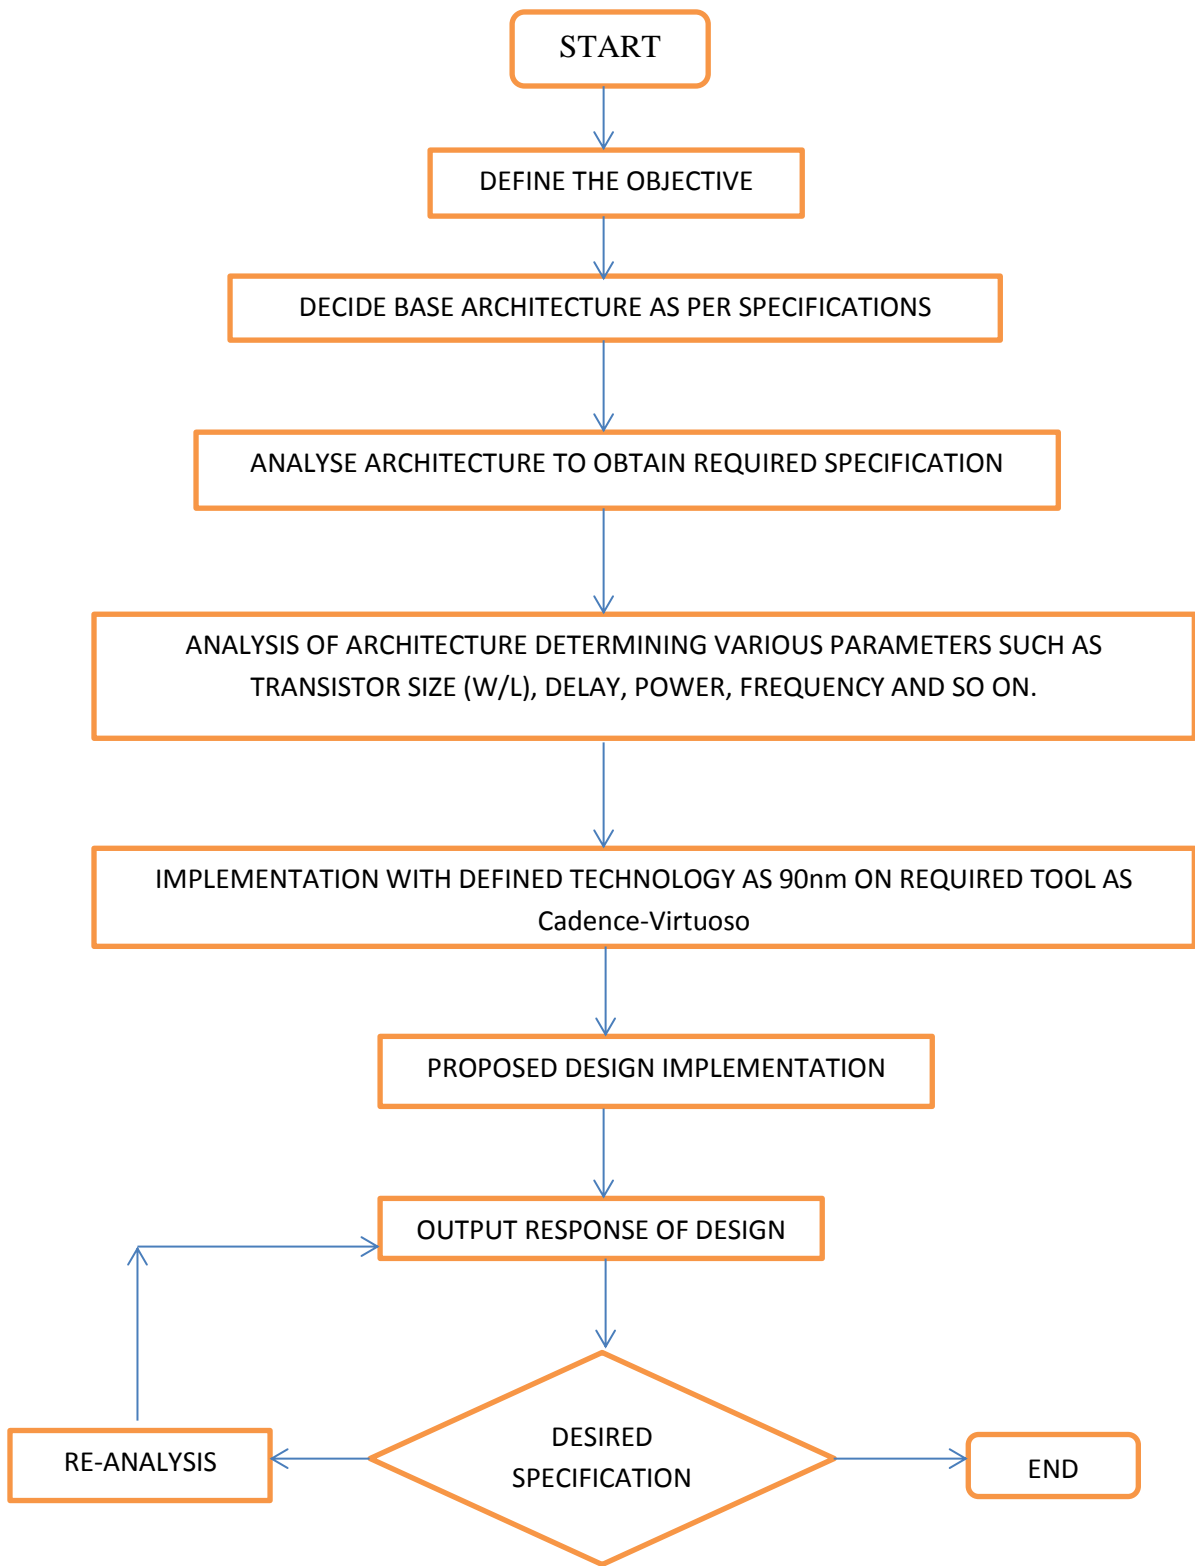 START
DEFINE THE OBJECTIVE
DECIDE BASE ARCHITECTURE AS PER SPECIFICATIONS
ANALYSE ARCHITECTURE TO OBTAIN REQUIRED SPECIFICATION
ANALYSIS OF ARCHITECTURE DETERMINING VARIOUS PARAMETERS SUCH AS
TRANSISTOR SIZE (W/L), DELAY, POWER, FREQUENCY AND SO ON.
IMPLEMENTATION WITH DEFINED TECHNOLOGY AS 90nm ON REQUIRED TOOL AS
Cadence-Virtuoso
PROPOSED DESIGN IMPLEMENTATION
OUTPUT RESPONSE OF DESIGN
DESIRED
SPECIFICATION
RE-ANALYSIS
END